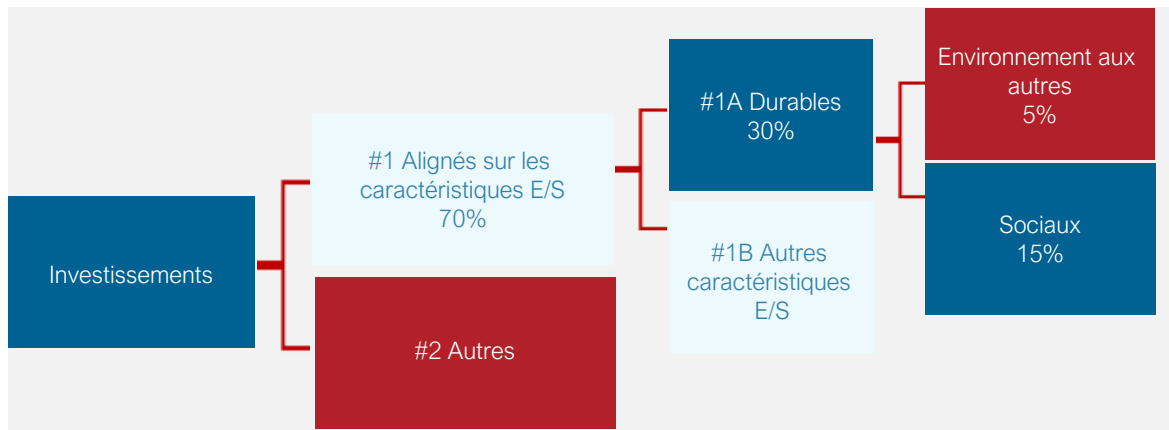 Investissements
#1 Alignés sur les
caractéristiques E/S
70%
#2 Autres
#1A Durables
30%
#1B Autres
caractéristiques
E/S
Environnement aux
autres
5%
Sociaux
15%